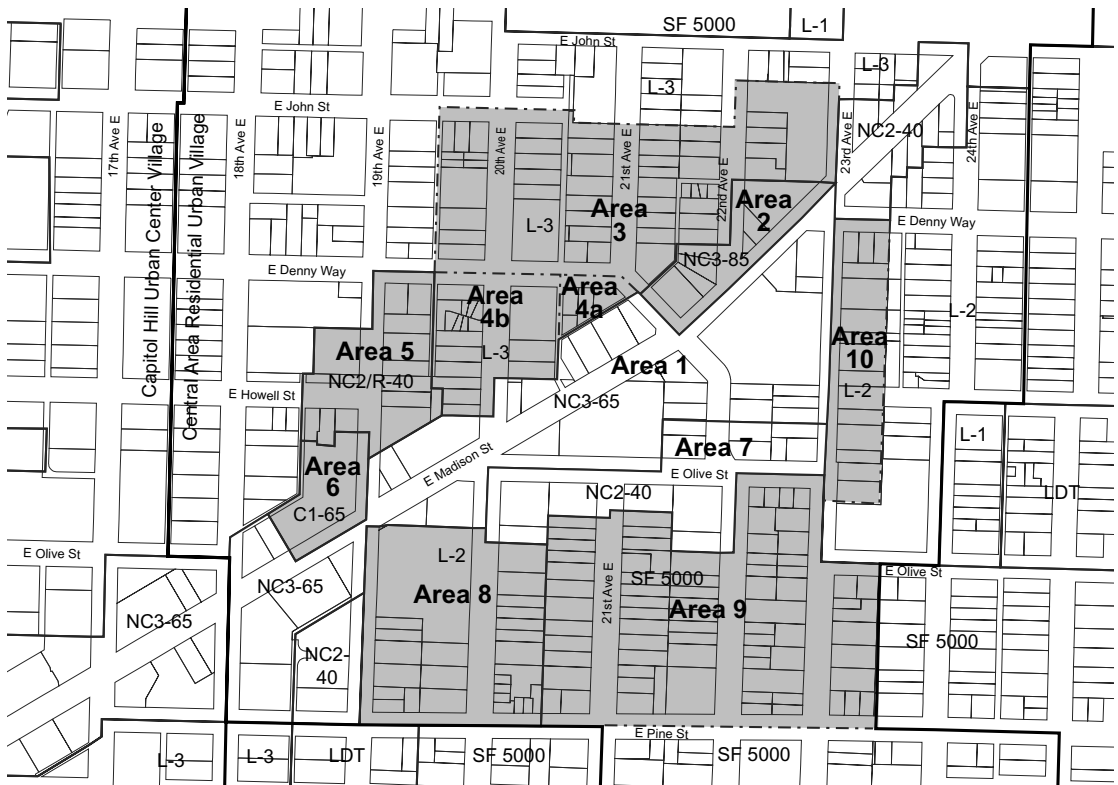 SF 5000
L-1
E John St
L-3
L-3
E John St
NC2-40
17th Ave E
18th Ave E
19th Ave E
20th Ave E
21st Ave E
22nd Ave E
23rd Ave E
24th Ave E
Capitol Hill Urban Center Village
Central Area Residential Urban Village
Area
2
Area
3
L-3
E Denny Way
NC3-85
E Denny Way
Area
4b
Area
4a
L-2
Area 5
L-3
Area
10
Area 1
NC2/R-40
L-2
E Howell St
NC3-65
L-1
Area 7
E Madison St
Area
6
E Olive St
NC2-40
LDT
C1-65
E Olive St
L-2
E Olive St
NC3-65
SF 5000
21st Ave E
Area 8
Area 9
NC3-65
SF 5000
NC2-
40
E Pine St
L-3
L-3
LDT
SF 5000
SF 5000